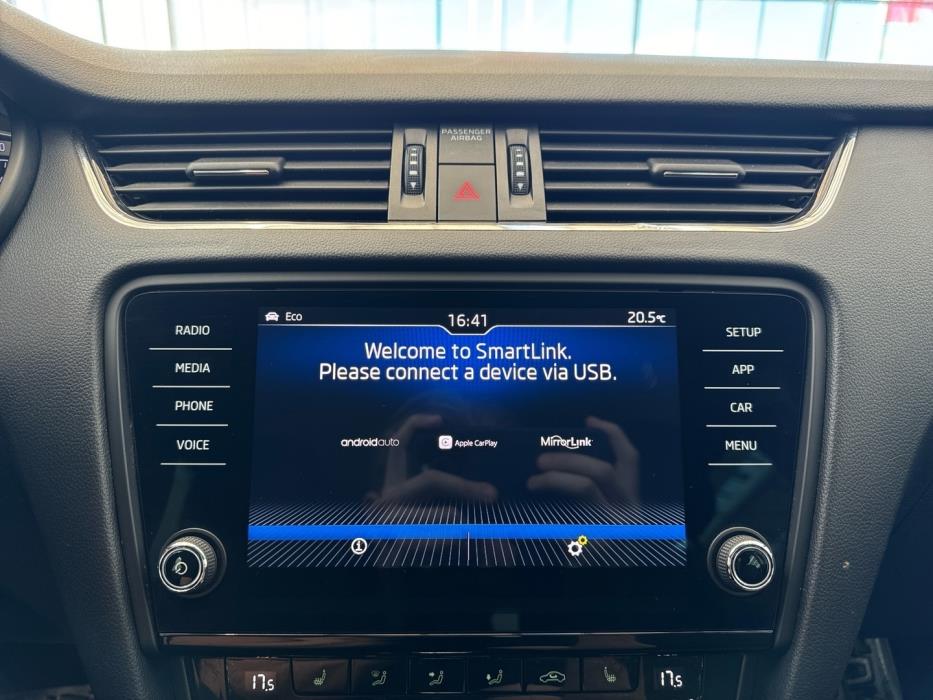 PASSENGER
AIRBAG
Eco
16:41
20.5°C
Welcome to SmartLink.
Please connect a device via USB.
androidauto
Apple CarPlay
MirrorLink
RADIO
MEDIA
PHONE
VOICE
SETUP
APP
CAR
MENU
17.5
17.5